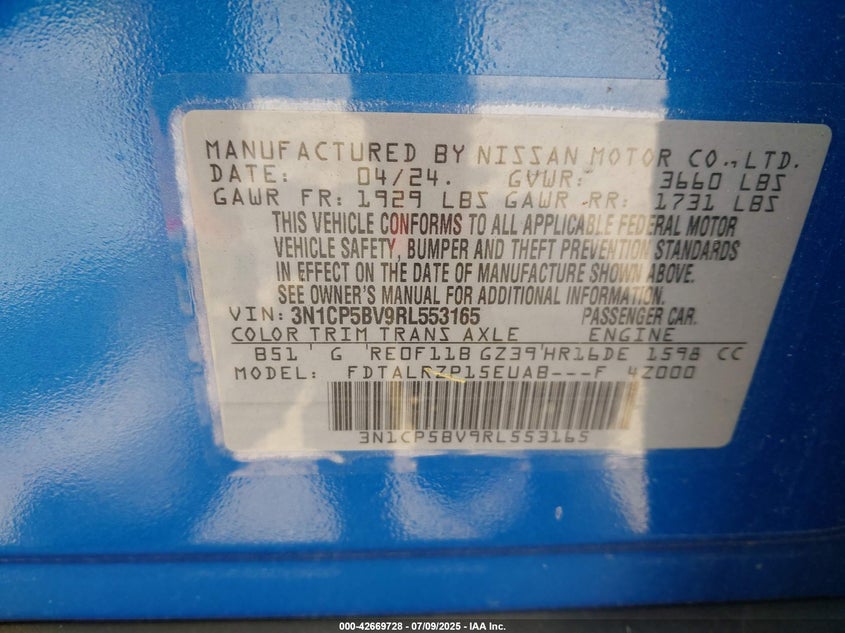 MANUFACTURED BY NISSAN MOTOR CO., LTD.
DATE: 04/24. GVWR: 3660 LBS
GAWR FR: 1929 LBS GAWR RR: 1731 LBS
THIS VEHICLE CONFORMS TO ALL APPLICABLE FEDERAL MOTOR
VEHICLE SAFETY, BUMPER AND THEFT PREVENTION STANDARDS
IN EFFECT ON THE DATE OF MANUFACTURE SHOWN ABOVE.
SEE OWNER'S MANUAL FOR ADDITIONAL INFORMATION.
VIN: 3N1CP5BV9RL553165 PASSENGER CAR.
COLOR TRIM TRANS AXLE ENGINE
B51 G RE0F11B GZ39 HR16DE 1598 CC
MODEL: FDTALRZP15EUAB---F 4Z000
3N1CP5BV9RL553165
000-42669728 - 07/09/2025 - IAA Inc.